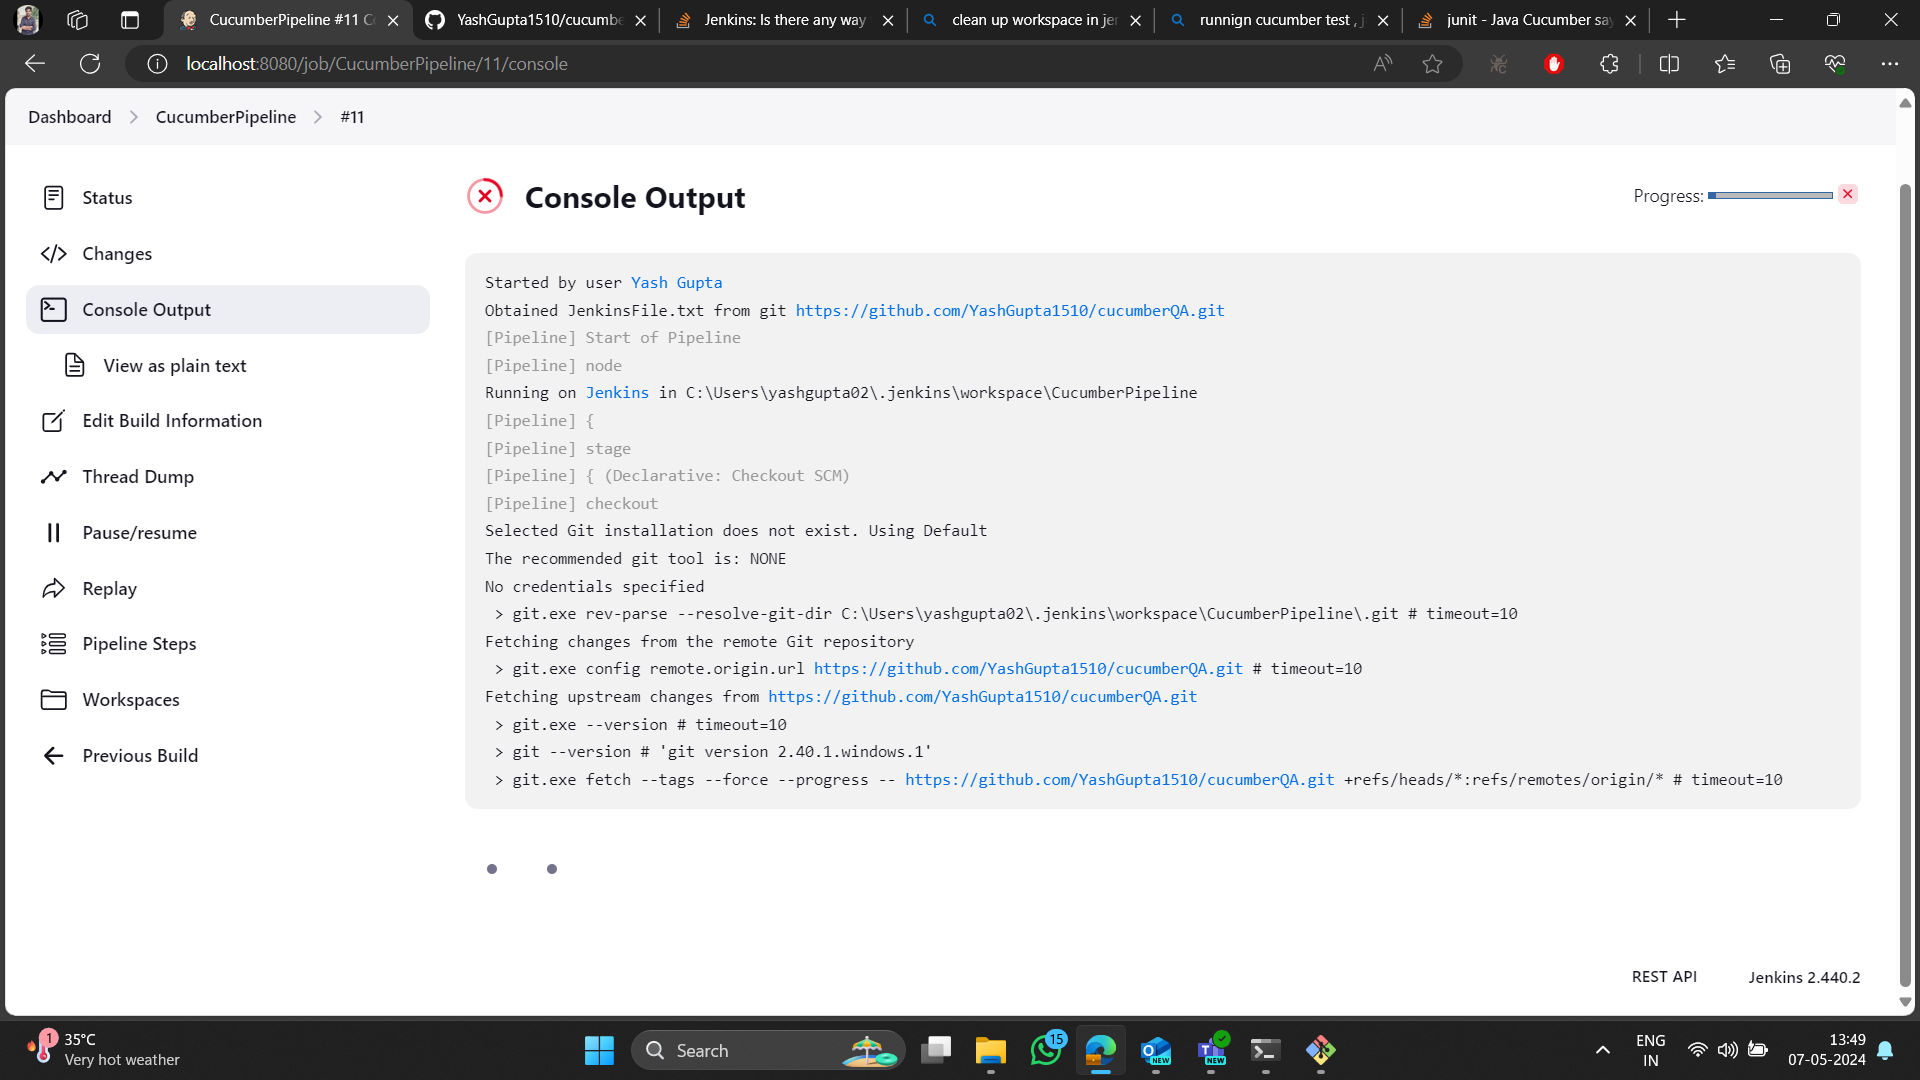 CucumberPipeline #11 Co
YashGupta1510/cucumbe
Jenkins: Is there any way
clean up workspace in jen
runnign cucumber test , j
junit - Java Cucumber say
localhost:8080/job/CucumberPipeline/11/console
Dashboard > CucumberPipeline > #11
Status
Changes
Console Output
View as plain text
Edit Build Information
Thread Dump
Pause/resume
Replay
Pipeline Steps
Workspaces
Previous Build
Console Output
Progress:
Started by user Yash Gupta
Obtained JenkinsFile.txt from git https://github.com/YashGupta1510/cucumberQA.git
[Pipeline] Start of Pipeline
[Pipeline] node
Running on Jenkins in C:\Users\yashgupta02\.jenkins\workspace\CucumberPipeline
[Pipeline] {
[Pipeline] stage
[Pipeline] { (Declarative: Checkout SCM)
[Pipeline] checkout
Selected Git installation does not exist. Using Default
The recommended git tool is: NONE
No credentials specified
> git.exe rev-parse --resolve-git-dir C:\Users\yashgupta02\.jenkins\workspace\CucumberPipeline\.git # timeout=10
Fetching changes from the remote Git repository
> git.exe config remote.origin.url https://github.com/YashGupta1510/cucumberQA.git # timeout=10
Fetching upstream changes from https://github.com/YashGupta1510/cucumberQA.git
> git.exe --version # timeout=10
> git --version # 'git version 2.40.1.windows.1'
> git.exe fetch --tags --force --progress -- https://github.com/YashGupta1510/cucumberQA.git +refs/heads/*:refs/remotes/origin/* # timeout=10
REST API
Jenkins 2.440.2
1
35°C
Very hot weather
Search
15
NEW
NEW
ENG
IN
13:49
07-05-2024